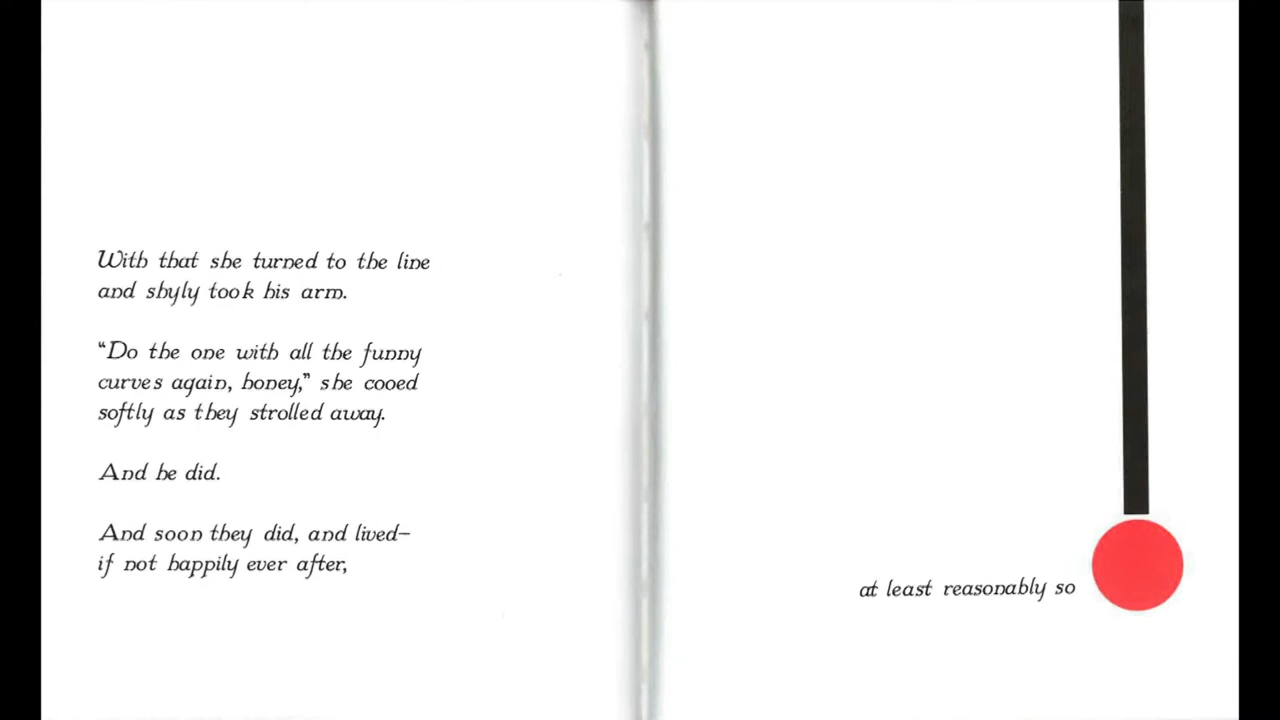 With that she turned to the line
and shyly took his arm.
“Do the one with all the funny
curves again, honey,” she cooed
softly as they strolled away.
And he did.
And soon they did, and lived—
if not happily ever after,
at least reasonably so